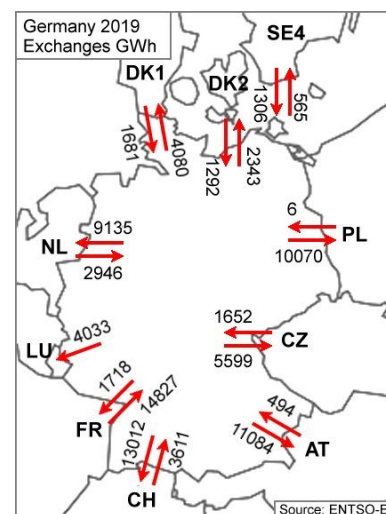 Germany 2019
Exchanges GWh
SE4
DK1
DK2
1306
565
1681
4080
1292
2343
9135
NL
2946
6
PL
10070
4033
LU
1652
CZ
5599
1718
14827
FR
494
11084
AT
13012
3611
CH
Source: ENTSO-E